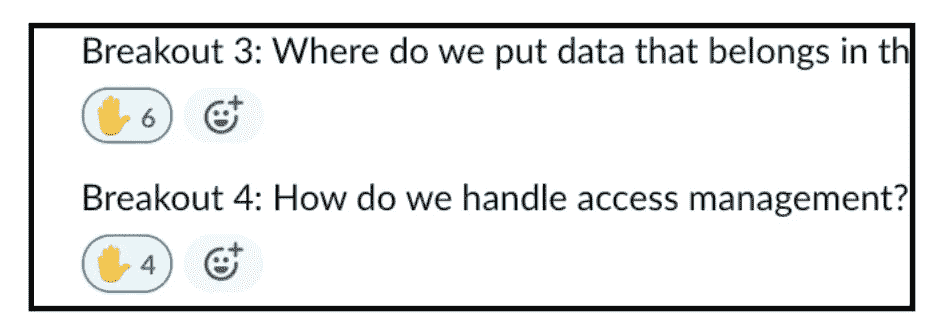 Breakout 3: Where do we put data that belongs in th
6
Breakout 4: How do we handle access management?
4